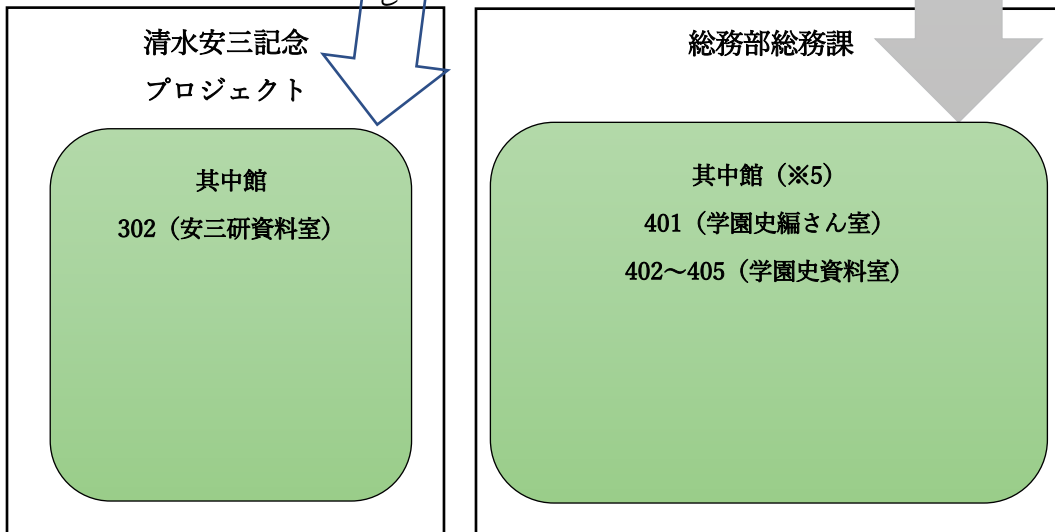 清水安三記念
プロジェクト
其中館
302（安三研資料室）
総務部総務課
其中館（※5）
401（学園史編さん室）
402～405（学園史資料室）